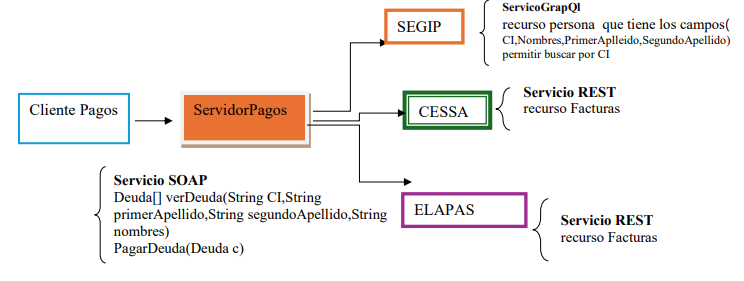 Cliente Pagos
ServidorPagos
Servicio SOAP
Deuda[] verDeuda(String CI,String
primerApellido,String segundoApellido,String
nombres)
PagarDeuda(Deuda c)
SEGIP
ServicoGrapQl
recurso persona que tiene los campos(
CI,Nombres,PrimerAplleido,SegundoApellido)
permitir buscar por CI
CESSA
Servicio REST
recurso Facturas
ELAPAS
Servicio REST
recurso Facturas